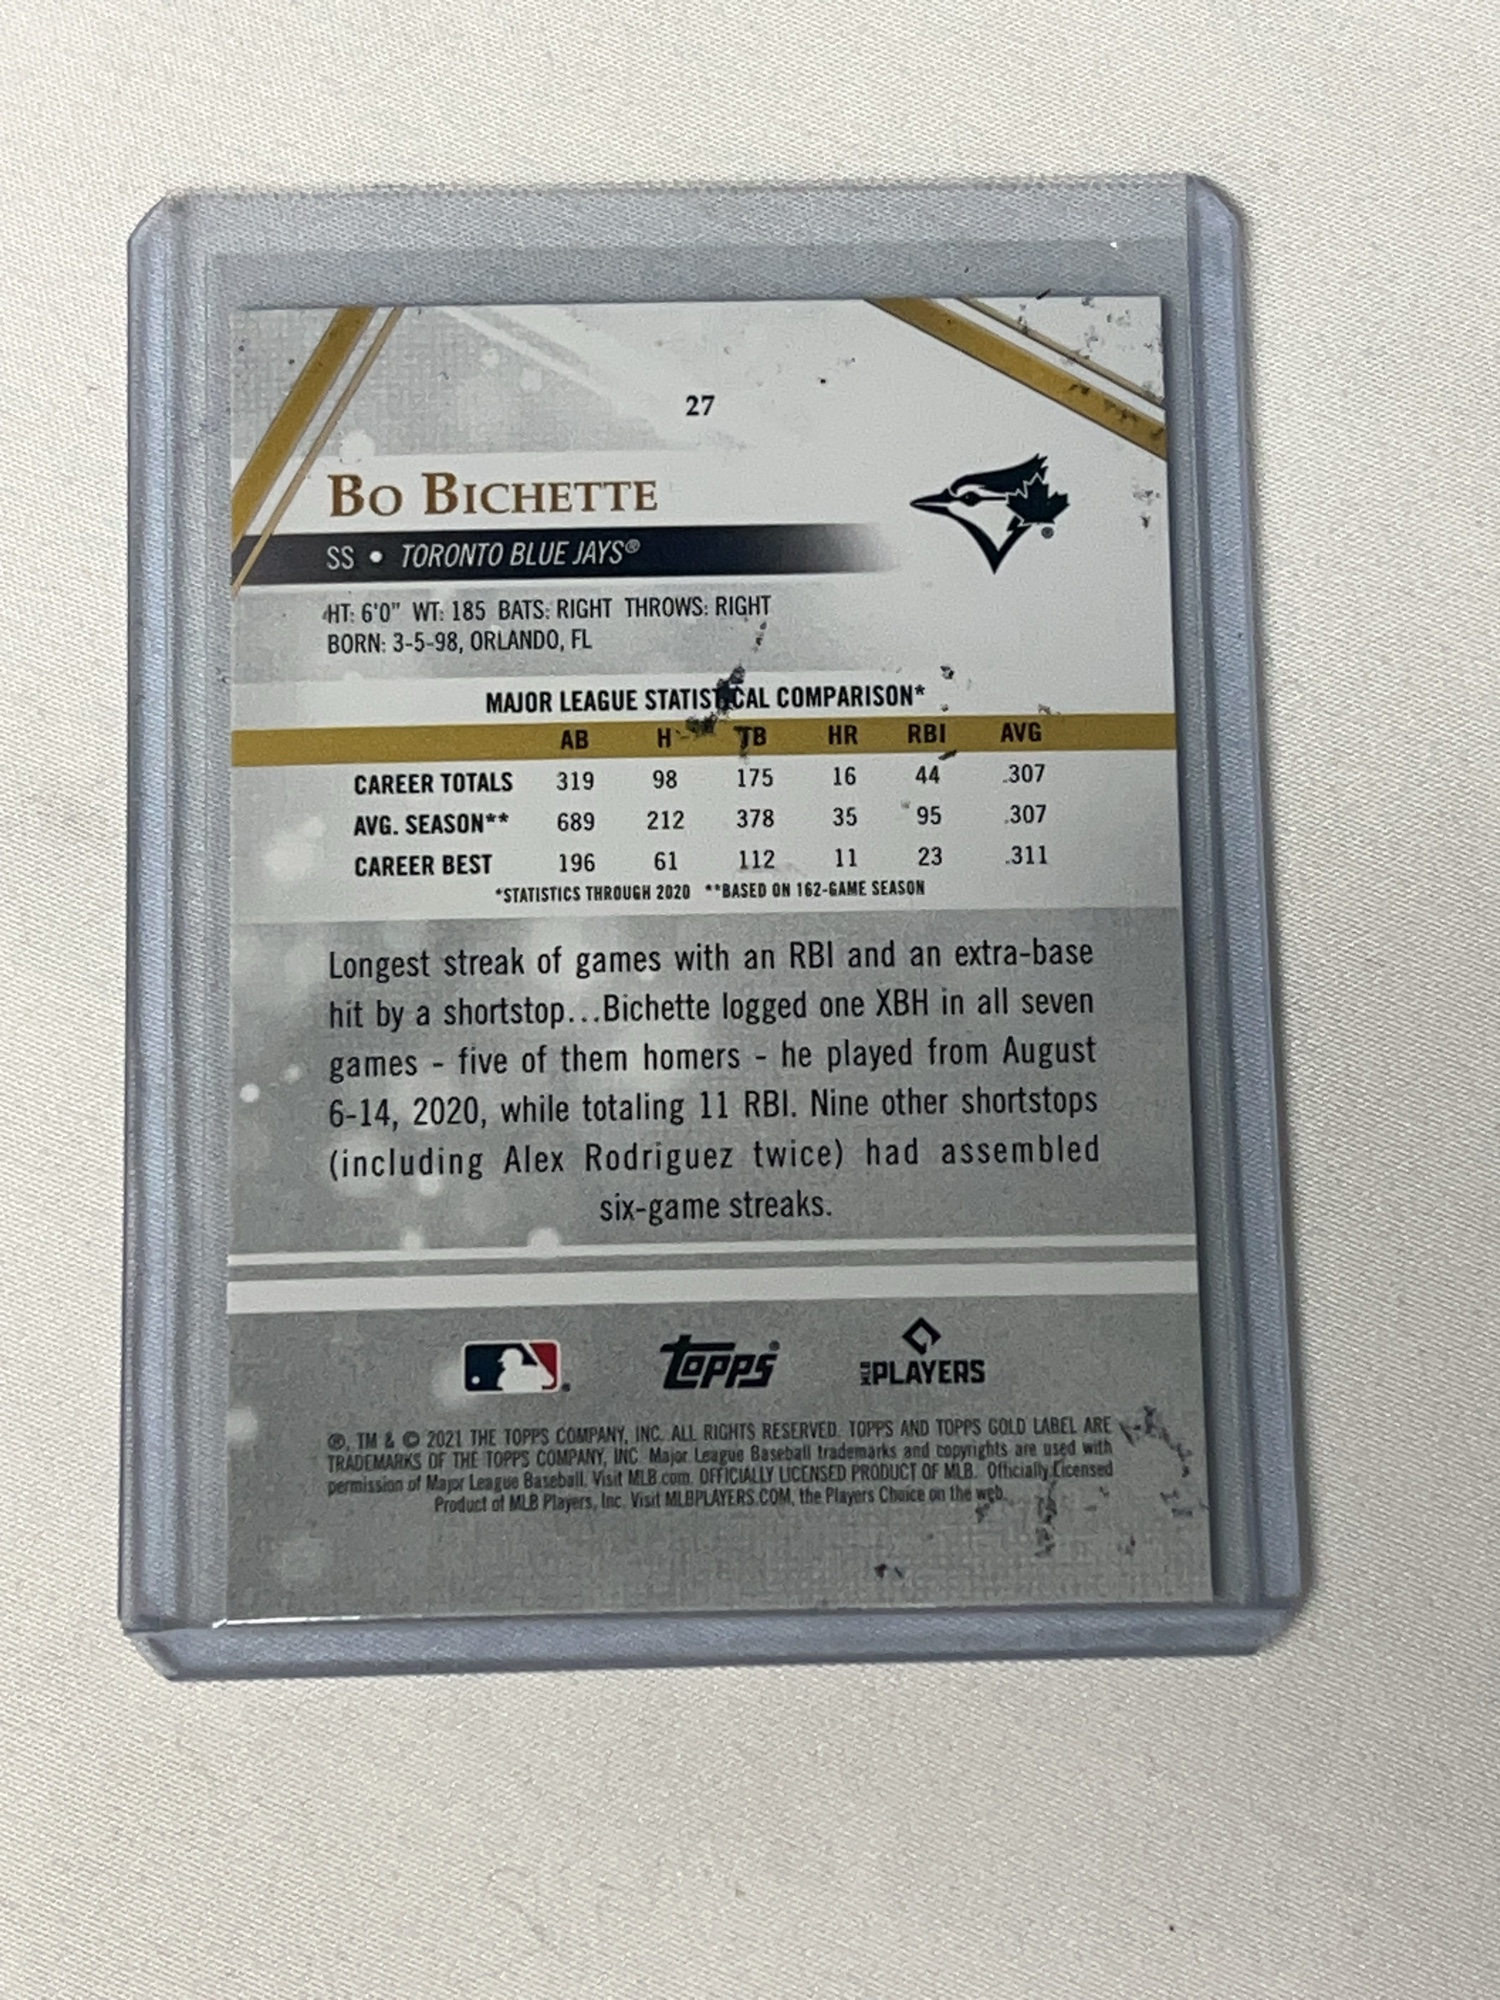 27
Bo Bichette
SS • TORONTO BLUE JAYS®
HT: 6'0" WT: 185 BATS: RIGHT THROWS: RIGHT
BORN: 3-5-98, ORLANDO, FL
MAJOR LEAGUE STATISTICAL COMPARISON*
AB H TB HR RBI AVG
CAREER TOTALS 319 98 175 16 44 .307
AVG. SEASON** 689 212 378 35 95 .307
CAREER BEST 196 61 112 11 23 .311
*STATISTICS THROUGH 2020 **BASED ON 162-GAME SEASON
Longest streak of games with an RBI and an extra-base
hit by a shortstop...Bichette logged one XBH in all seven
games - five of them homers - he played from August
6-14, 2020, while totaling 11 RBI. Nine other shortstops
(including Alex Rodriguez twice) had assembled
six-game streaks.
Topps® MLB PLAYERS
®, TM & © 2021 THE TOPPS COMPANY, INC. ALL RIGHTS RESERVED. TOPPS AND TOPPS GOLD LABEL ARE
TRADEMARKS OF THE TOPPS COMPANY, INC. Major League Baseball trademarks and copyrights are used with
permission of Major League Baseball. Visit MLB.com. OFFICIALLY LICENSED PRODUCT OF MLB. Officially Licensed
Product of MLB Players, Inc. Visit MLBPLAYERS.COM, the Players Choice on the web.